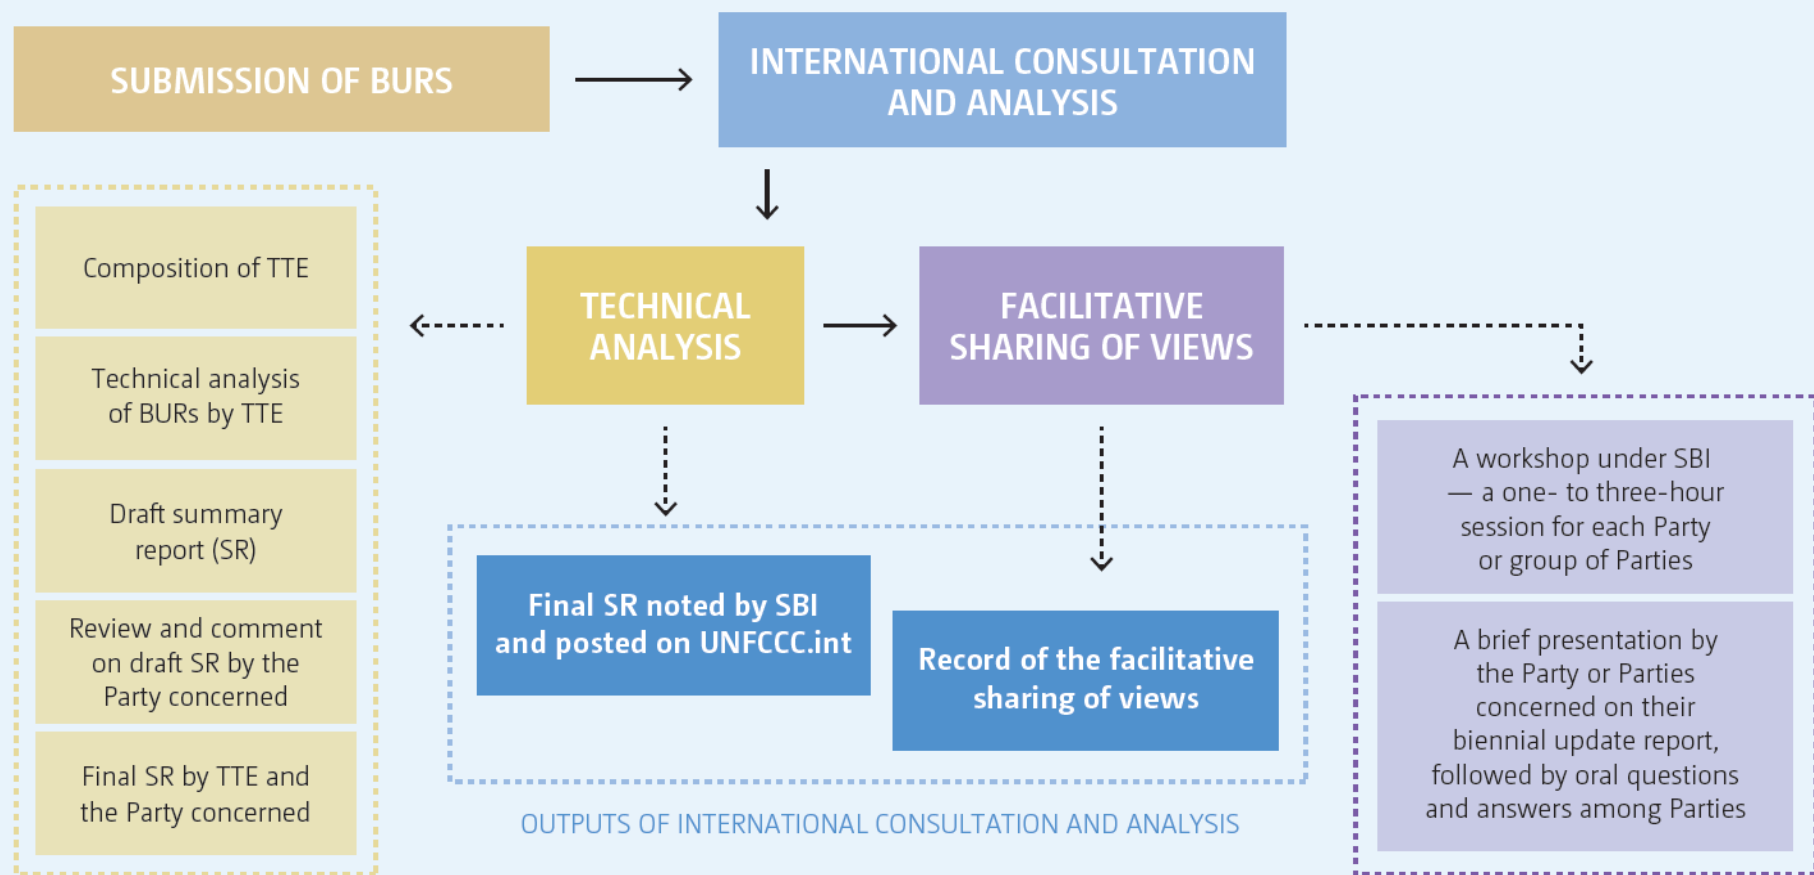 SUBMISSION OF BURS
INTERNATIONAL CONSULTATION
AND ANALYSIS
Composition of TTE
Technical analysis
of BURs by TTE
Draft summary
report (SR)
Review and comment
on draft SR by the
Party concerned
Final SR by TTE and
the Party concerned
TECHNICAL
ANALYSIS
FACILITATIVE
SHARING OF VIEWS
Final SR noted by SBI
and posted on UNFCCC.int
Record of the facilitative
sharing of views
OUTPUTS OF INTERNATIONAL CONSULTATION AND ANALYSIS
A workshop under SBI
— a one- to three-hour
session for each Party
or group of Parties
A brief presentation by
the Party or Parties
concerned on their
biennial update report,
followed by oral questions
and answers among Parties